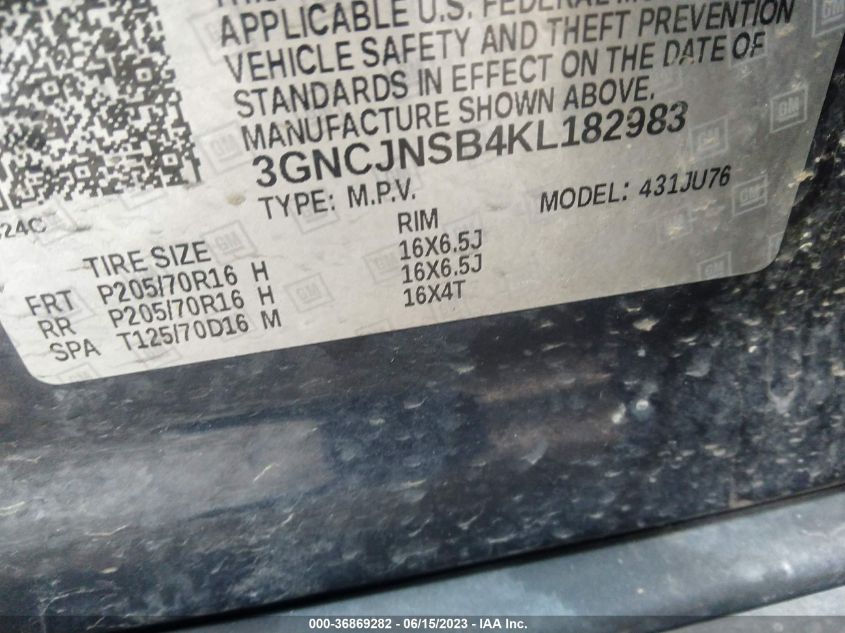 APPLICABLE U.S. FEDERAL
VEHICLE SAFETY AND THEFT PREVENTION
STANDARDS IN EFFECT ON THE DATE OF
MANUFACTURE SHOWN ABOVE.
3GNCJNSB4KL182983
TYPE: M.P.V. MODEL: 431JU76
24C
TIRE SIZE RIM
FRT P205/70R16 H 16X6.5J
RR P205/70R16 H 16X6.5J
SPA T125/70D16 M 16X4T
GM
000-36869282 - 06/15/2023 - IAA Inc.